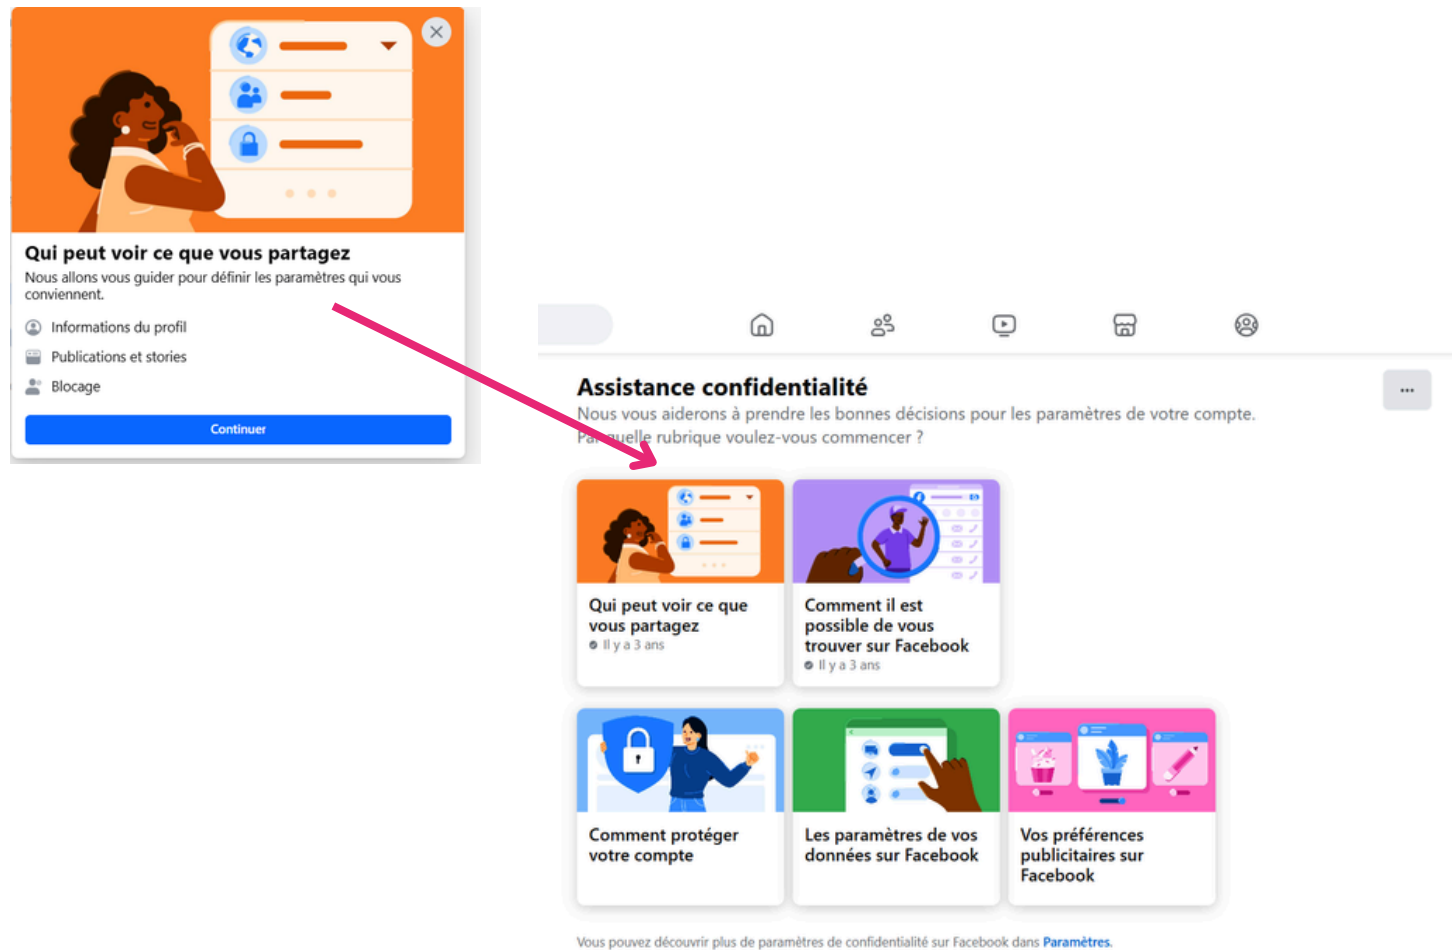 Qui peut voir ce que vous partagez
Nous allons vous guider pour définir les paramètres qui vous
conviennent.
Informations du profil
Publications et stories
Blocage
Continuer
Assistance confidentialité
Nous vous aiderons à prendre les bonnes décisions pour les paramètres de votre compte.
Par quelle rubrique voulez-vous commencer ?
Qui peut voir ce que
vous partagez
Il y a 3 ans
Comment il est
possible de vous
trouver sur Facebook
Il y a 3 ans
Comment protéger
votre compte
Les paramètres de vos
données sur Facebook
Vos préférences
publicitaires sur
Facebook
Vous pouvez découvrir plus de paramètres de confidentialité sur Facebook dans Paramètres.